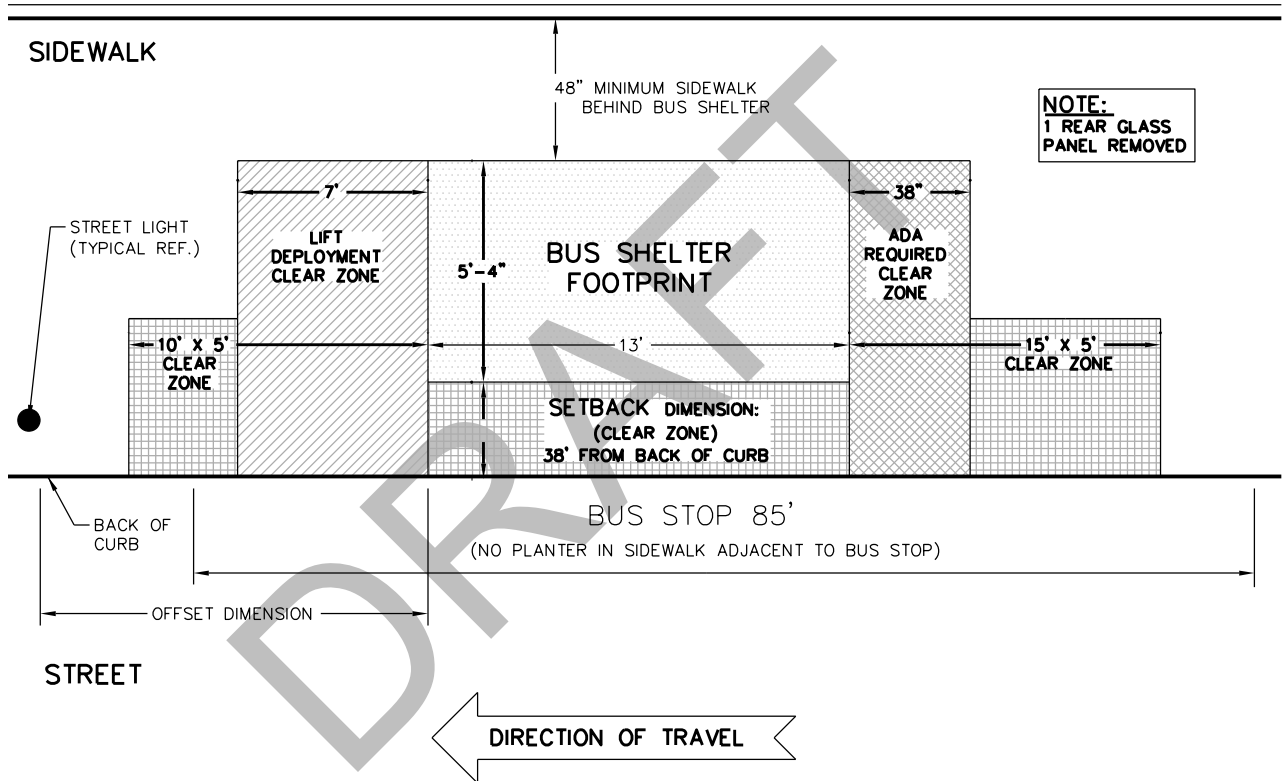 SIDEWALK
48" MINIMUM SIDEWALK
BEHIND BUS SHELTER
NOTE:
1 REAR GLASS
PANEL REMOVED
STREET LIGHT
(TYPICAL REF.)
7'
LIFT
DEPLOYMENT
CLEAR ZONE
5'-4"
BUS SHELTER
FOOTPRINT
38"
ADA
REQUIRED
CLEAR
ZONE
10' X 5'
CLEAR
ZONE
13'
15' X 5'
CLEAR ZONE
SETBACK DIMENSION:
(CLEAR ZONE)
38' FROM BACK OF CURB
BACK OF
CURB
BUS STOP 85'
(NO PLANTER IN SIDEWALK ADJACENT TO BUS STOP)
OFFSET DIMENSION
STREET
DIRECTION OF TRAVEL
DRAFT